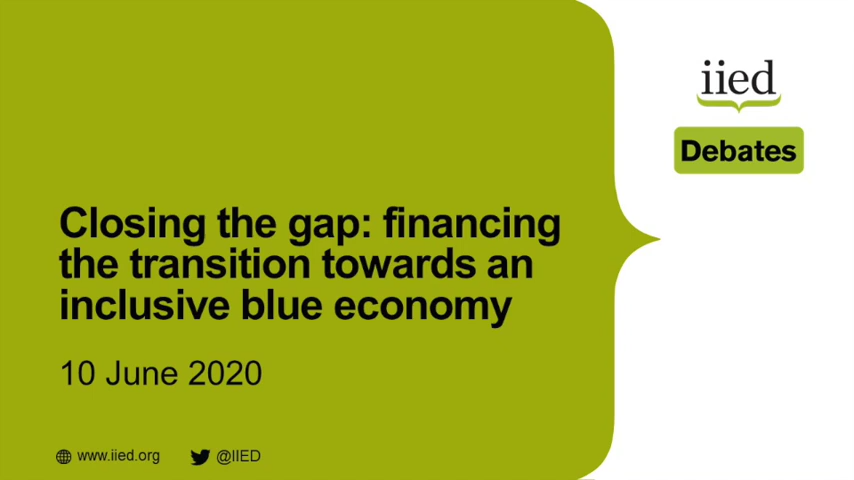 iied
Debates
Closing the gap: financing
the transition towards an
inclusive blue economy
10 June 2020
www.iied.org @IIED